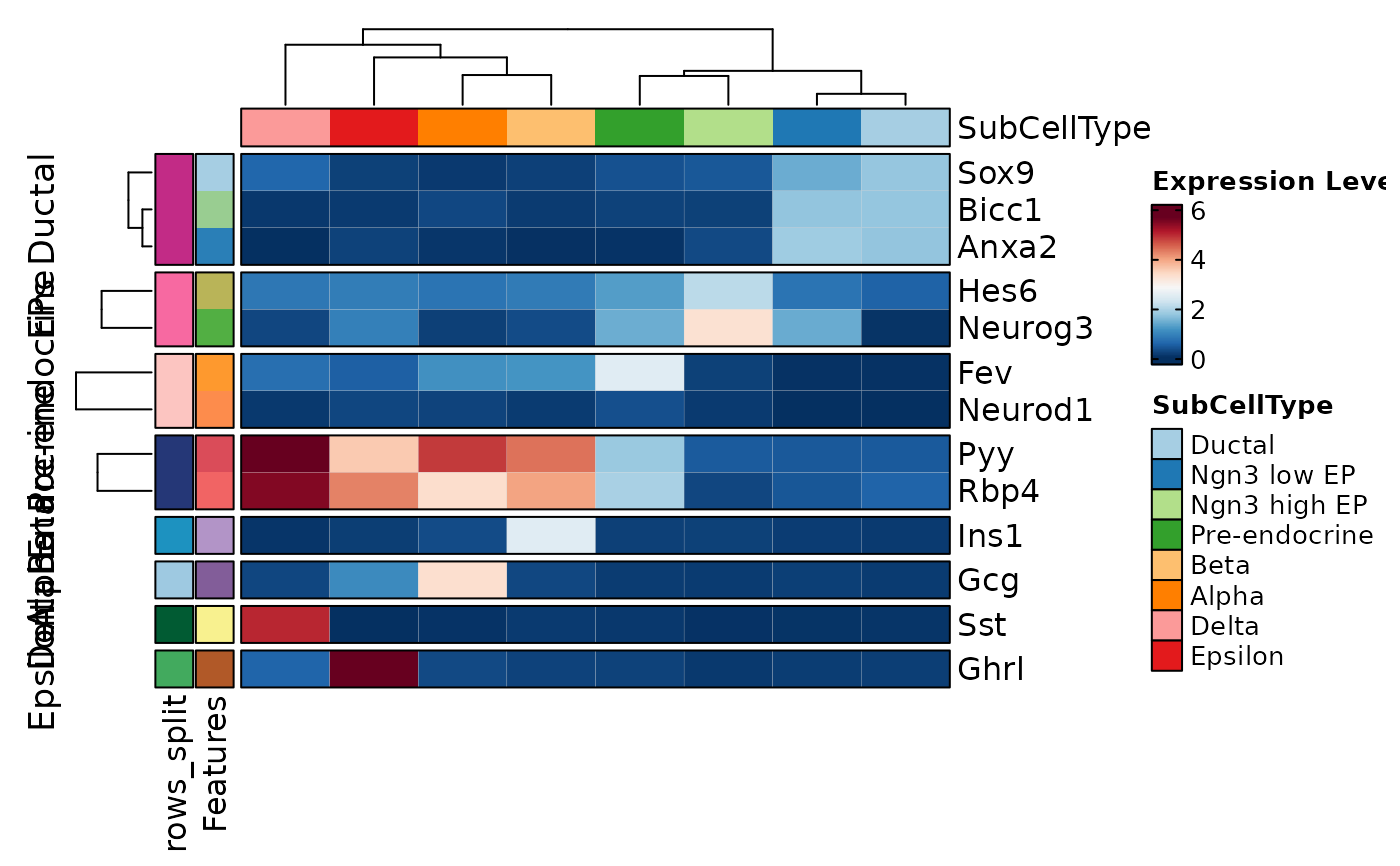 SubCellType
Ductal
Sox9
Bicc1
Anxa2
Hes6
Neurog3
Fev
Neurod1
Pyy
Rbp4
Ins1
Gcg
Sst
Ghrl
rows_split
Features
Expression Leve
6
4
2
0
SubCellType
Ductal
Ngn3 low EP
Ngn3 high EP
Pre-endocrine
Beta
Alpha
Delta
Epsilon